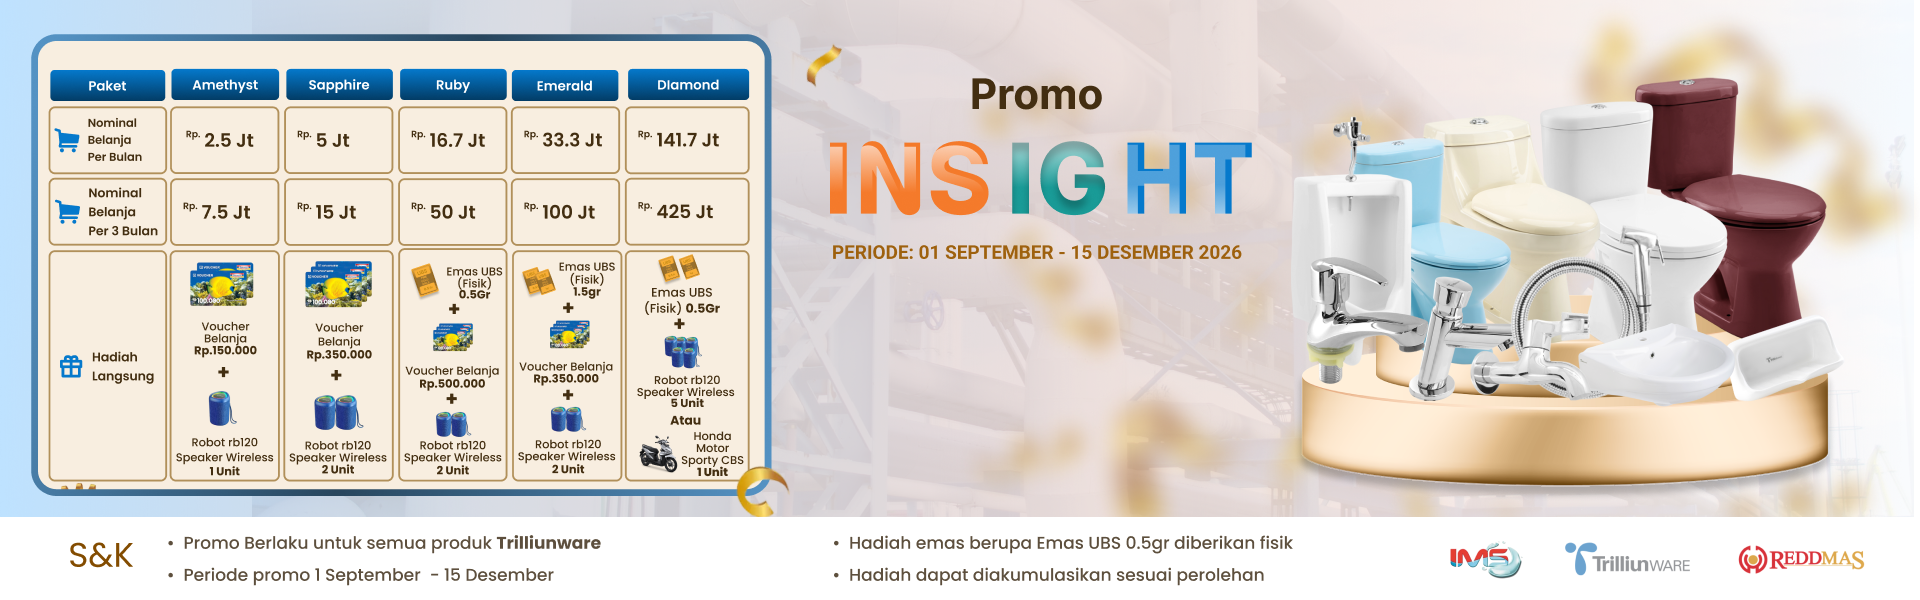 Paket
Amethyst
Sapphire
Ruby
Emerald
DIamond
Nominal
Belanja
Per Bulan
Rp. 2.5 Jt
Rp. 5 Jt
Rp. 16.7 Jt
Rp. 33.3 Jt
Rp. 141.7 Jt
Nominal
Belanja
Per 3 Bulan
Rp. 7.5 Jt
Rp. 15 Jt
Rp. 50 Jt
Rp. 100 Jt
Rp. 425 Jt
Hadiah
Langsung
Voucher
Belanja
Rp.150.000
+
Robot rb120
Speaker Wireless
1 Unit
Voucher
Belanja
Rp.350.000
+
Robot rb120
Speaker Wireless
2 Unit
Emas UBS
(Fisik)
0.5Gr
+
Voucher Belanja
Rp.500.000
+
Robot rb120
Speaker Wireless
2 Unit
Emas UBS
(Fisik)
1.5gr
+
Voucher Belanja
Rp.350.000
+
Robot rb120
Speaker Wireless
2 Unit
Emas UBS
(Fisik) 0.5Gr
+
Robot rb120
Speaker Wireless
5 Unit
Atau
Honda
Motor
Sporty CBS
1 Unit
Promo
INSIGHT
PERIODE: 01 SEPTEMBER - 15 DESEMBER 2026
S&K
• Promo Berlaku untuk semua produk Trilliunware
• Periode promo 1 September - 15 Desember
• Hadiah emas berupa Emas UBS 0.5gr diberikan fisik
• Hadiah dapat diakumulasikan sesuai perolehan
IMS
TrilliunWARE
REDDMAS